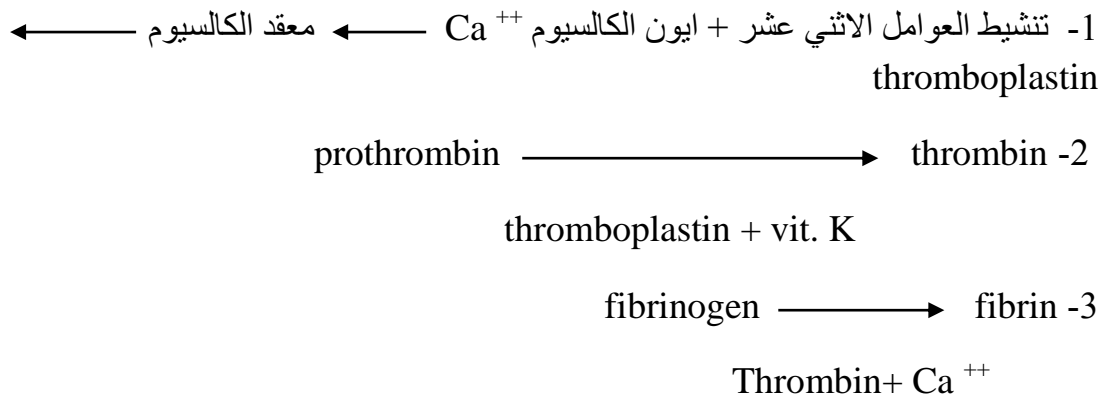 1- تنشيط العوامل الاثني عشر + ايون الكالسيوم Ca ++ ← معقد الكالسيوم ←
thromboplastin
prothrombin → thrombin -2
thromboplastin + vit. K
fibrinogen → fibrin -3
Thrombin+ Ca ++